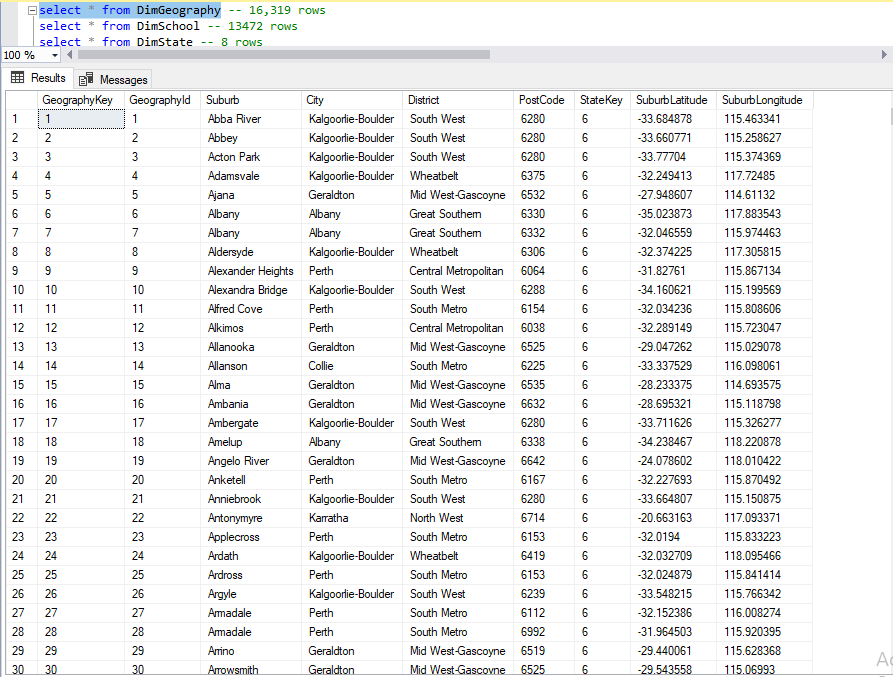 select * from DimGeography -- 16,319 rows
select * from DimSchool -- 13472 rows
select * from DimState -- 8 rows
100 %
Results Messages
GeographyKey GeographyId Suburb City District PostCode StateKey SuburbLatitude SuburbLongitude
1 1 1 Abba River Kalgoorlie-Boulder South West 6280 6 -33.684878 115.463341
2 2 2 Abbey Kalgoorlie-Boulder South West 6280 6 -33.660771 115.258627
3 3 3 Acton Park Kalgoorlie-Boulder South West 6280 6 -33.77704 115.374369
4 4 4 Adamsvale Kalgoorlie-Boulder Wheatbelt 6375 6 -32.249413 117.72485
5 5 5 Ajana Geraldton Mid West-Gascoyne 6532 6 -27.948607 114.61132
6 6 6 Albany Albany Great Southern 6330 6 -35.023873 117.883543
7 7 7 Albany Albany Great Southern 6332 6 -32.046559 115.974463
8 8 8 Aldersyde Kalgoorlie-Boulder Wheatbelt 6306 6 -32.374225 117.305815
9 9 9 Alexander Heights Perth Central Metropolitan 6064 6 -31.82761 115.867134
10 10 10 Alexandra Bridge Kalgoorlie-Boulder South West 6288 6 -34.160621 115.199569
11 11 11 Alfred Cove Perth South Metro 6154 6 -32.034236 115.808606
12 12 12 Alkimos Perth Central Metropolitan 6038 6 -32.289149 115.723047
13 13 13 Allanooka Geraldton Mid West-Gascoyne 6525 6 -29.047262 115.029078
14 14 14 Allanson Collie South Metro 6225 6 -33.337529 116.098061
15 15 15 Alma Geraldton Mid West-Gascoyne 6535 6 -28.233375 114.693575
16 16 16 Ambania Geraldton Mid West-Gascoyne 6632 6 -28.695321 115.118798
17 17 17 Ambergate Kalgoorlie-Boulder South West 6280 6 -33.711626 115.326277
18 18 18 Amelup Albany Great Southern 6338 6 -34.238467 118.220878
19 19 19 Angelo River Geraldton Mid West-Gascoyne 6642 6 -24.078602 118.010422
20 20 20 Anketell Perth South Metro 6167 6 -32.227693 115.870492
21 21 21 Anniebrook Kalgoorlie-Boulder South West 6280 6 -33.664807 115.150875
22 22 22 Antonymyre Karratha North West 6714 6 -20.663163 117.093371
23 23 23 Applecross Perth South Metro 6153 6 -32.0194 115.833223
24 24 24 Ardath Kalgoorlie-Boulder Wheatbelt 6419 6 -32.032709 118.095466
25 25 25 Ardross Perth South Metro 6153 6 -32.024879 115.841414
26 26 26 Argyle Kalgoorlie-Boulder South West 6239 6 -33.548215 115.766342
27 27 27 Armadale Perth South Metro 6112 6 -32.152386 116.008274
28 28 28 Armadale Perth South Metro 6992 6 -31.964503 115.920395
29 29 29 Arrino Geraldton Mid West-Gascoyne 6519 6 -29.440061 115.628368
30 30 30 Arrowsmith Geraldton Mid West-Gascoyne 6525 6 -29.543558 115.06993